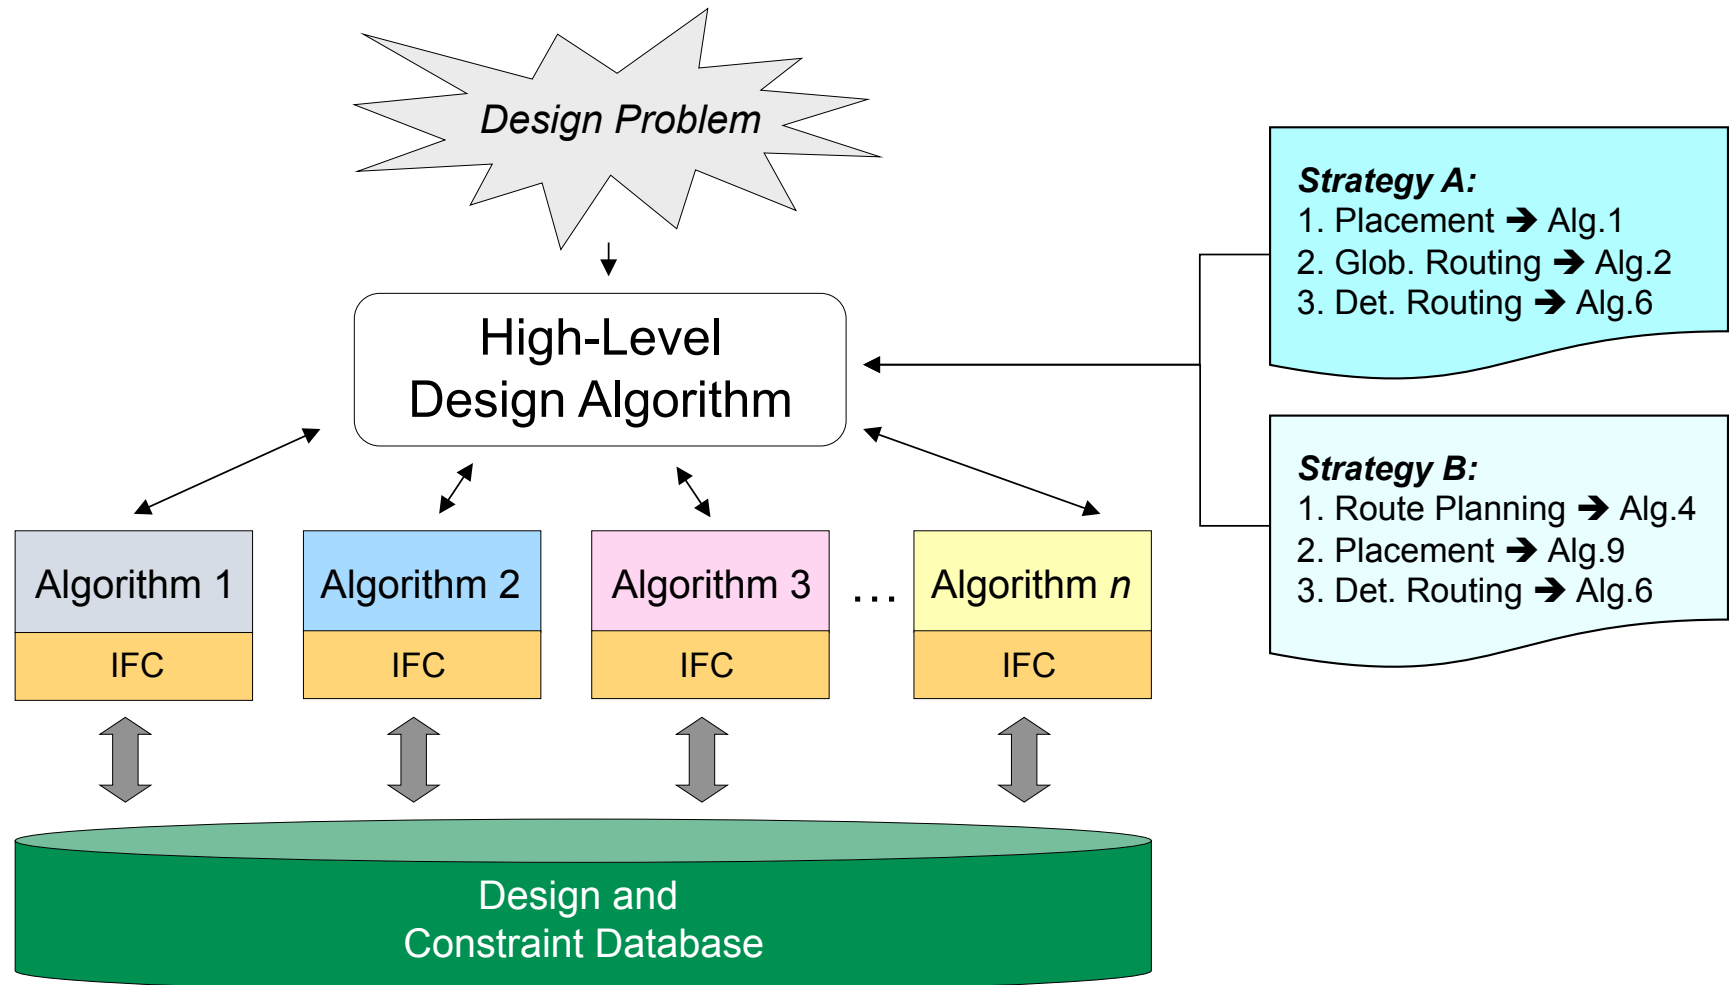 Design Problem
High-Level
Design Algorithm
Strategy A:
1. Placement ➔ Alg.1
2. Glob. Routing ➔ Alg.2
3. Det. Routing ➔ Alg.6
Strategy B:
1. Route Planning ➔ Alg.4
2. Placement ➔ Alg.9
3. Det. Routing ➔ Alg.6
Algorithm 1
Algorithm 2
Algorithm 3
…
Algorithm n
IFC
IFC
IFC
IFC
Design and
Constraint Database